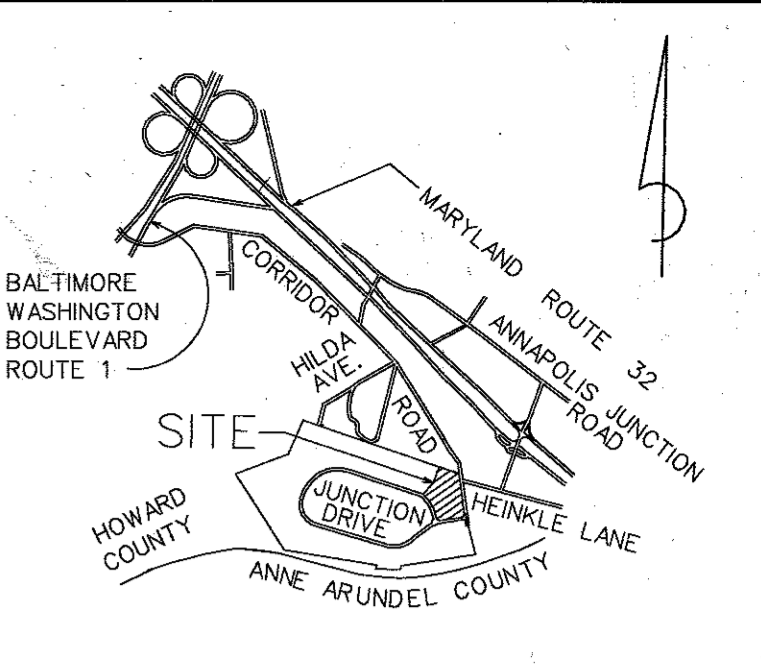 MARYLAND ROUTE 32
BALTIMORE
WASHINGTON
BOULEVARD
ROUTE 1
CORRIDOR ROAD
ANNAPOLIS JUNCTION
ROAD
HILDA
AVE.
SITE
JUNCTION
DRIVE
HEINKLE LANE
HOWARD
COUNTY
ANNE ARUNDEL COUNTY